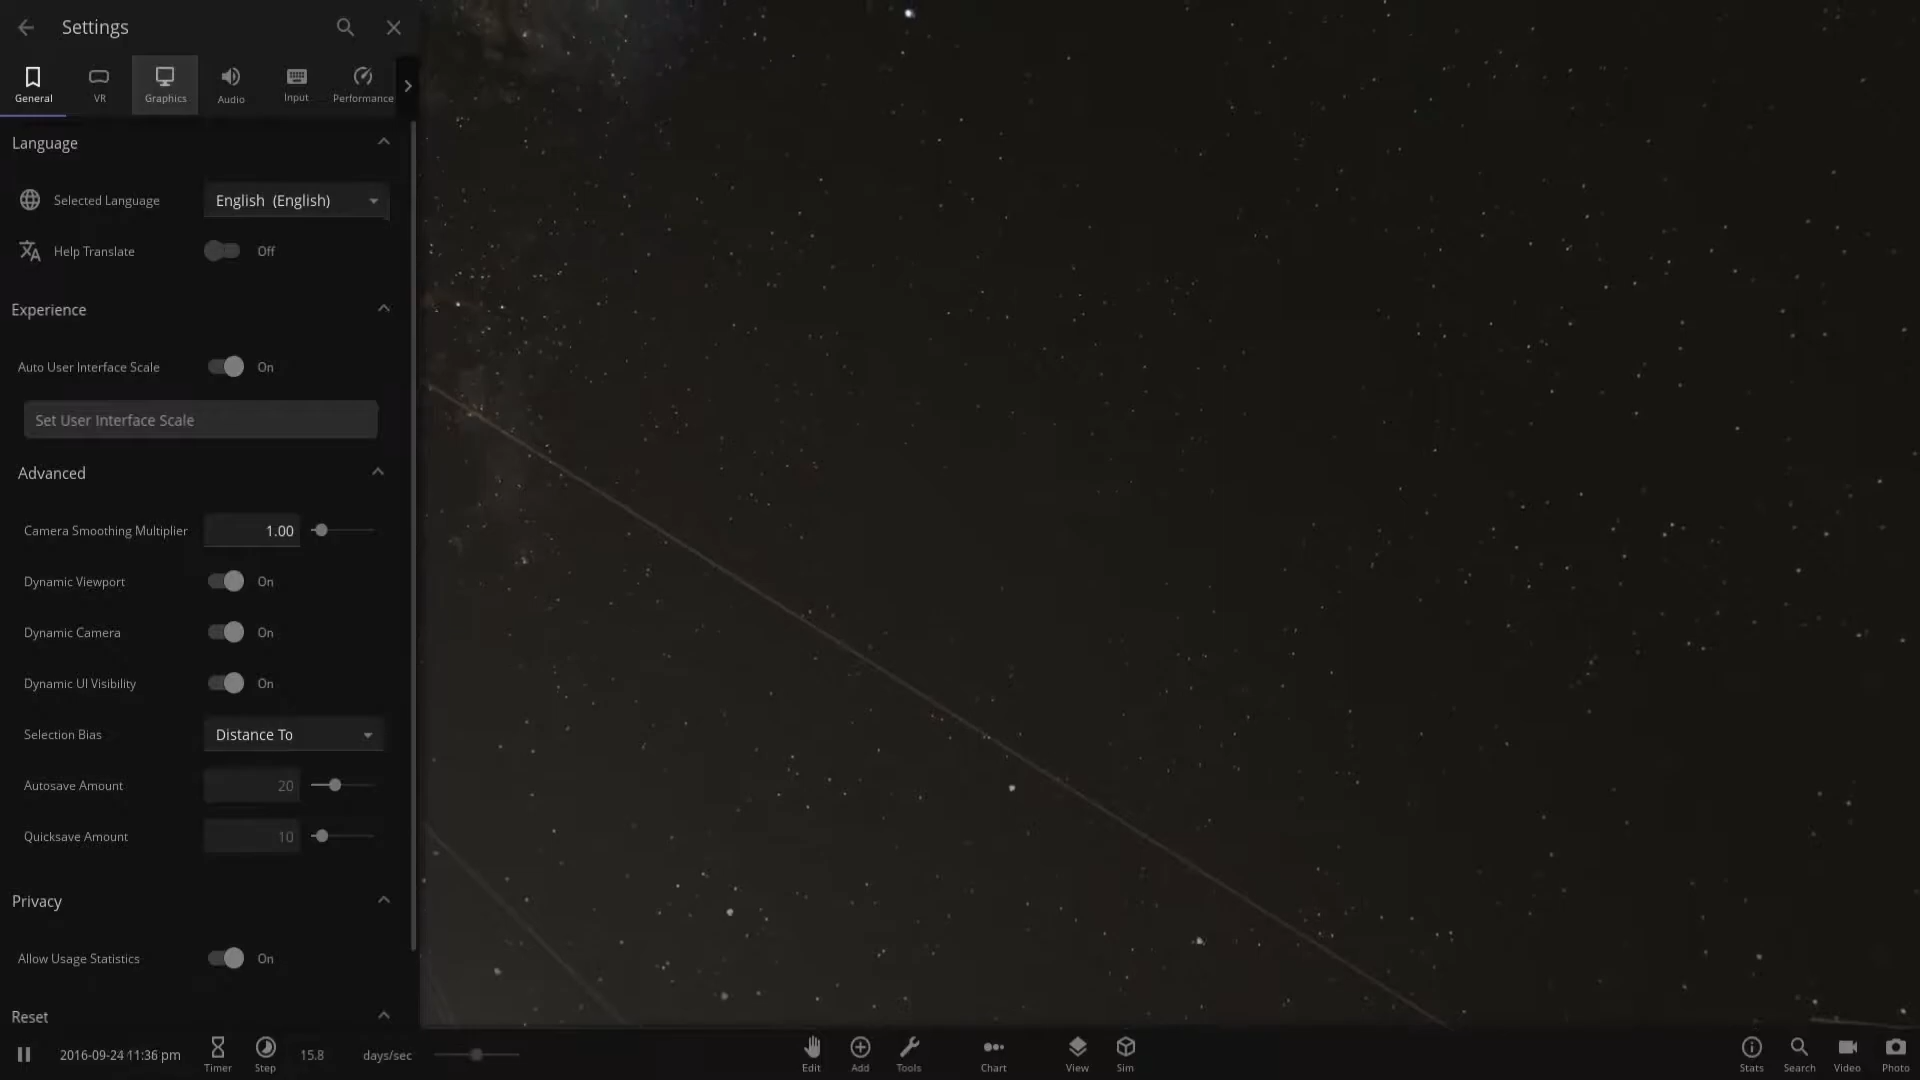 Settings
General
VR
Graphics
Audio
Input
Performance
Language
Selected Language
English (English)
Help Translate
Off
Experience
Auto User Interface Scale
On
Set User Interface Scale
Advanced
Camera Smoothing Multiplier
1.00
Dynamic Viewport
On
Dynamic Camera
On
Dynamic UI Visibility
On
Selection Bias
Distance To
Autosave Amount
20
Quicksave Amount
10
Privacy
Allow Usage Statistics
On
Reset
2016-09-24 11:36 pm
Timer
Step
15.8
days/sec
Edit
Add
Tools
Chart
View
Sim
Stats
Search
Video
Photo